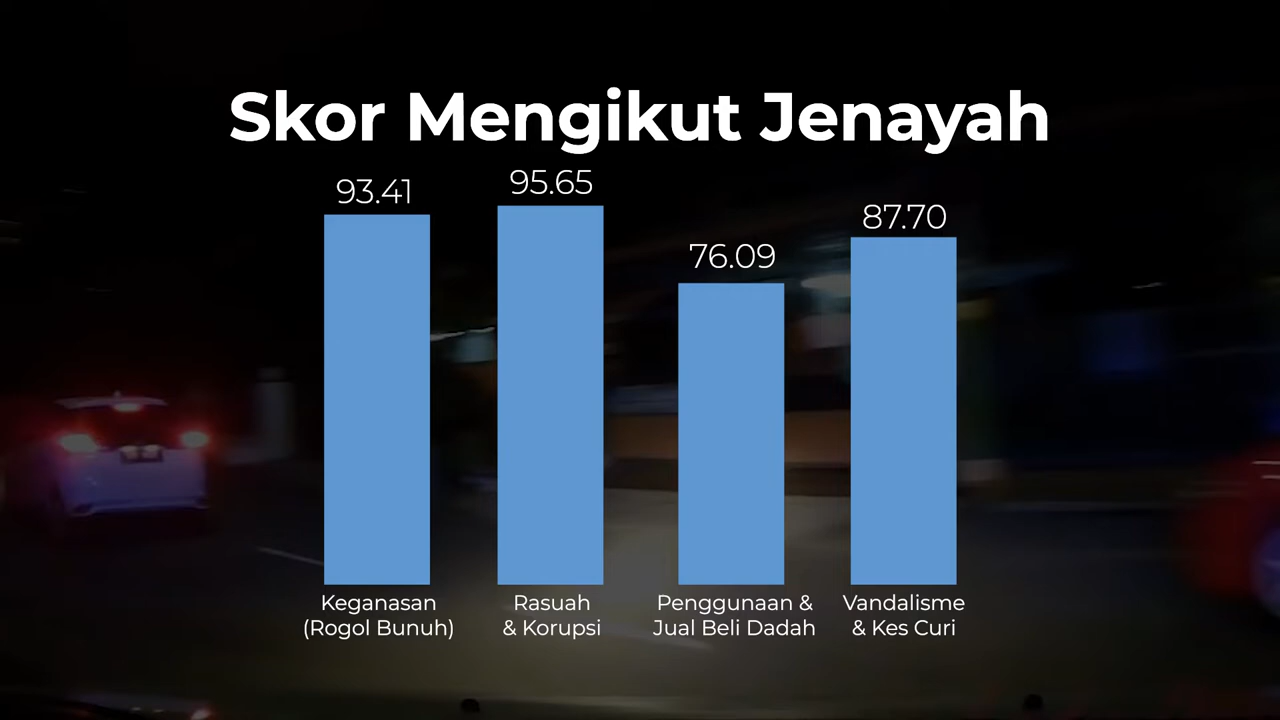 Skor Mengikut Jenayah
93.41
95.65
76.09
87.70
Keganasan
(Rogol Bunuh)
Rasuah
& Korupsi
Penggunaan &
Jual Beli Dadah
Vandalisme
& Kes Curi